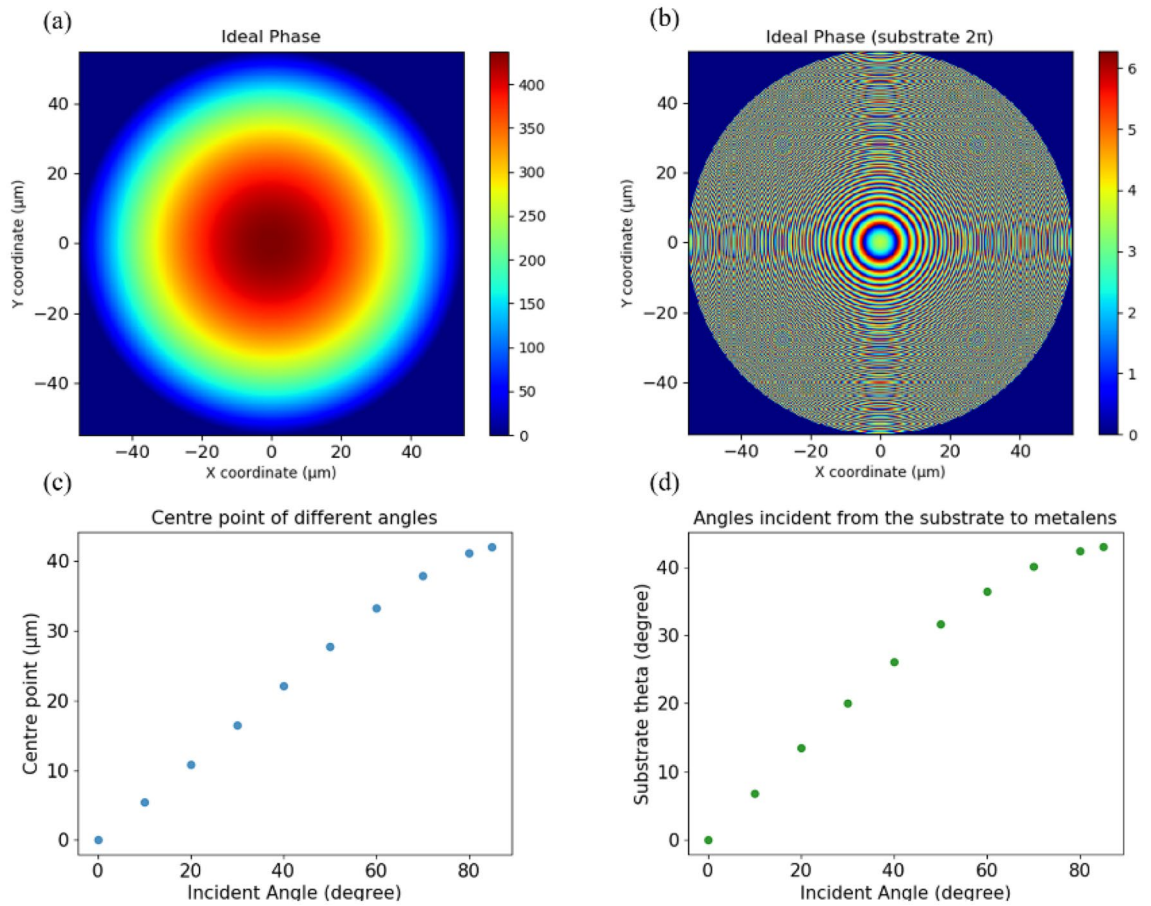 (a)
Ideal Phase
40
20
0
−20
−40
Y coordinate (μm)
−40 −20 0 20 40
X coordinate (μm)
400
350
300
250
200
150
100
50
0
(b)
Ideal Phase (substrate 2π)
40
20
0
−20
−40
Y coordinate (μm)
−40 −20 0 20 40
X coordinate (μm)
6
5
4
3
2
1
0
(c)
Centre point of different angles
40
30
20
10
0
Centre point (μm)
0 20 40 60 80
Incident Angle (degree)
(d)
Angles incident from the substrate to metalens
40
30
20
10
0
Substrate theta (degree)
0 20 40 60 80
Incident Angle (degree)